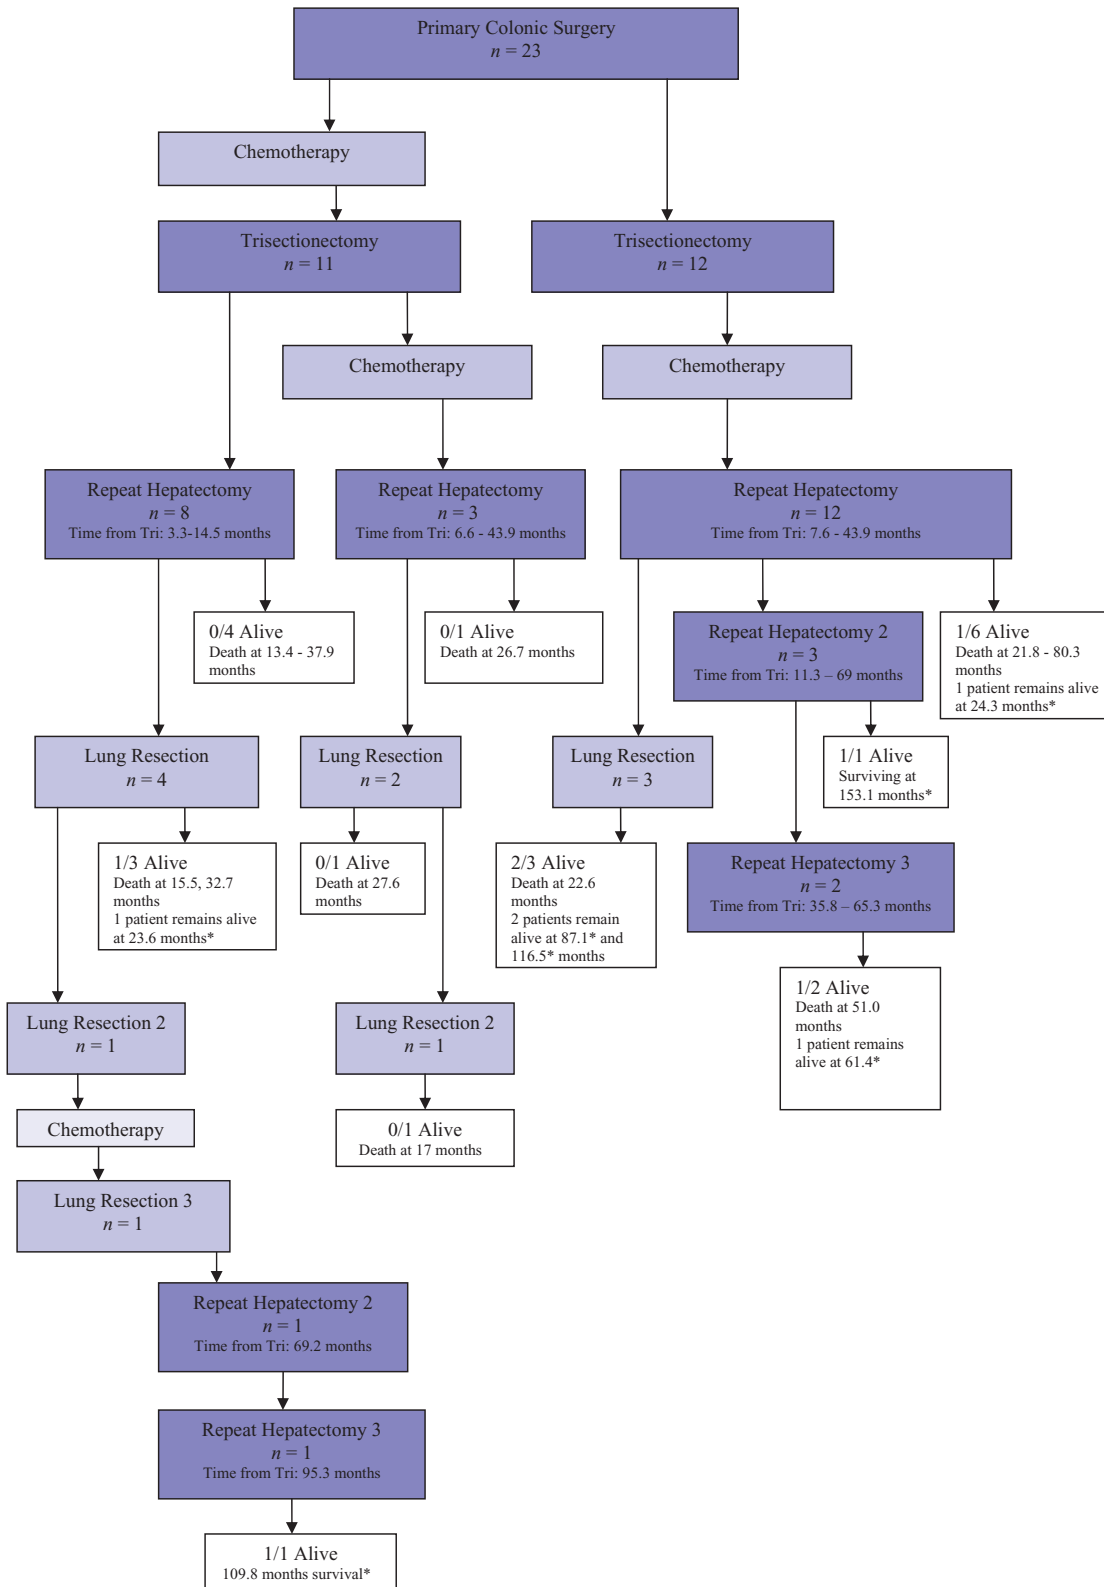 Primary Colonic Surgery
n = 23
Chemotherapy
Trisectionectomy
n = 11
Trisectionectomy
n = 12
Chemotherapy
Chemotherapy
Repeat Hepatectomy
n = 8
Time from Tri: 3.3-14.5 months
Repeat Hepatectomy
n = 3
Time from Tri: 6.6 - 43.9 months
Repeat Hepatectomy
n = 12
Time from Tri: 7.6 - 43.9 months
0/4 Alive
Death at 13.4 - 37.9
months
0/1 Alive
Death at 26.7 months
Repeat Hepatectomy 2
n = 3
Time from Tri: 11.3 – 69 months
1/6 Alive
Death at 21.8 - 80.3
months
1 patient remains alive
at 24.3 months*
Lung Resection
n = 4
Lung Resection
n = 2
Lung Resection
n = 3
1/1 Alive
Surviving at
153.1 months*
1/3 Alive
Death at 15.5, 32.7
months
1 patient remains alive
at 23.6 months*
0/1 Alive
Death at 27.6
months
2/3 Alive
Death at 22.6
months
2 patients remain
alive at 87.1* and
116.5* months
Repeat Hepatectomy 3
n = 2
Time from Tri: 35.8 – 65.3 months
1/2 Alive
Death at 51.0
months
1 patient remains
alive at 61.4*
Lung Resection 2
n = 1
Lung Resection 2
n = 1
Chemotherapy
0/1 Alive
Death at 17 months
Lung Resection 3
n = 1
Repeat Hepatectomy 2
n = 1
Time from Tri: 69.2 months
Repeat Hepatectomy 3
n = 1
Time from Tri: 95.3 months
1/1 Alive
109.8 months survival*